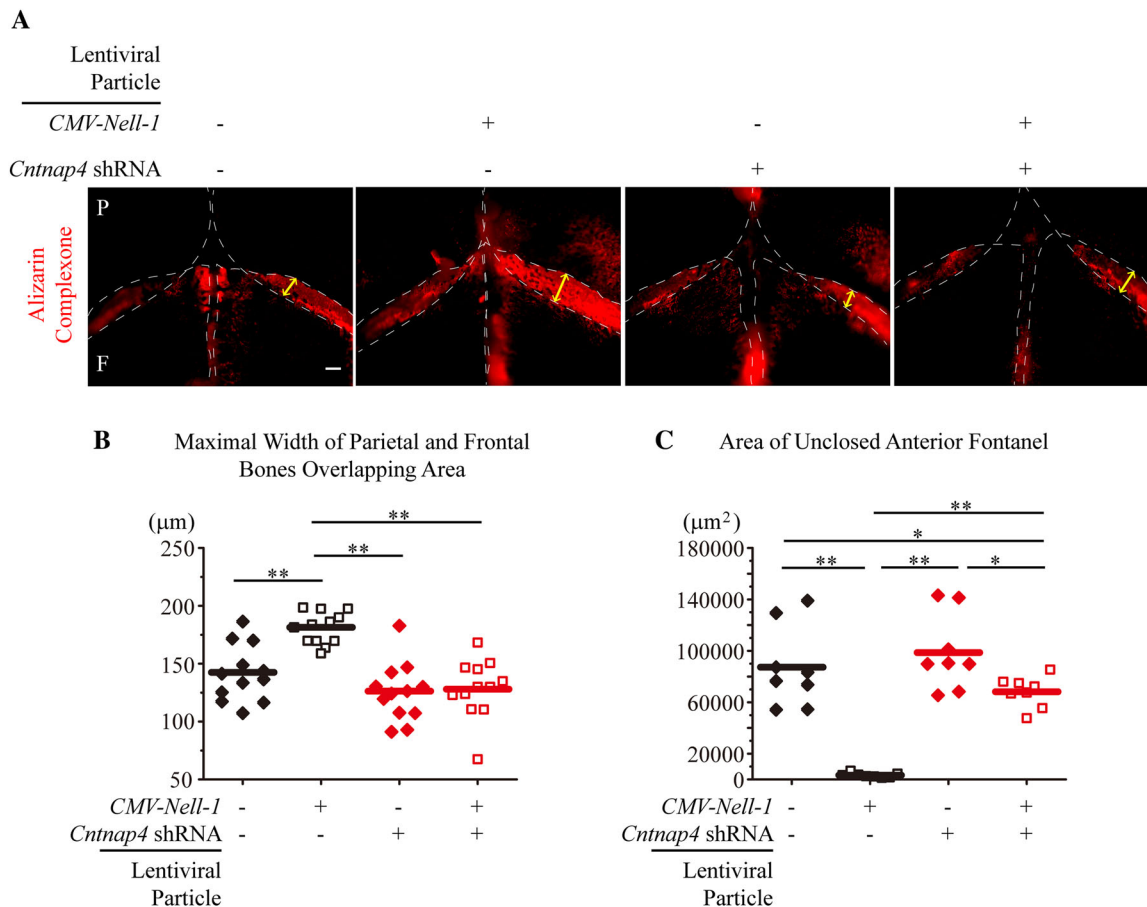 A
Lentiviral
Particle
CMV-Nell-1 - + - +
Cntnap4 shRNA - - + +
Alizarin
Complexone
P
F
B
Maximal Width of Parietal and Frontal
Bones Overlapping Area
(μm)
**
**
**
250
200
150
100
50
CMV-Nell-1 - + - +
Cntnap4 shRNA - - + +
Lentiviral
Particle
C
Area of Unclosed Anterior Fontanel
(μm²)
**
*
** ** *
180000
140000
100000
60000
20000
0
CMV-Nell-1 - + - +
Cntnap4 shRNA - - + +
Lentiviral
Particle